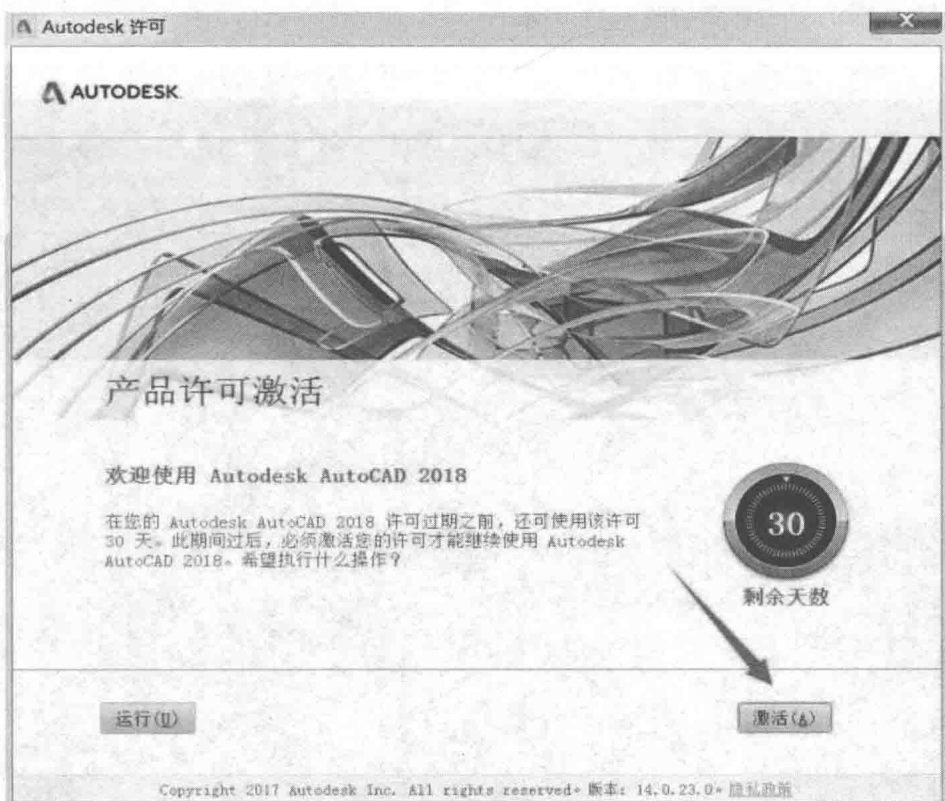 Autodesk 许可
AUTODESK
产品许可激活
欢迎使用 Autodesk AutoCAD 2018
在您的 Autodesk AutoCAD 2018 许可过期之前，还可使用该许可
30 天。此期间过后，必须激活您的许可才能继续使用 Autodesk
AutoCAD 2018。希望执行什么操作？
30
剩余天数
运行(U)
激活(A)
Copyright 2017 Autodesk Inc. All rights reserved。版本：14.0.23.0。隐私政策